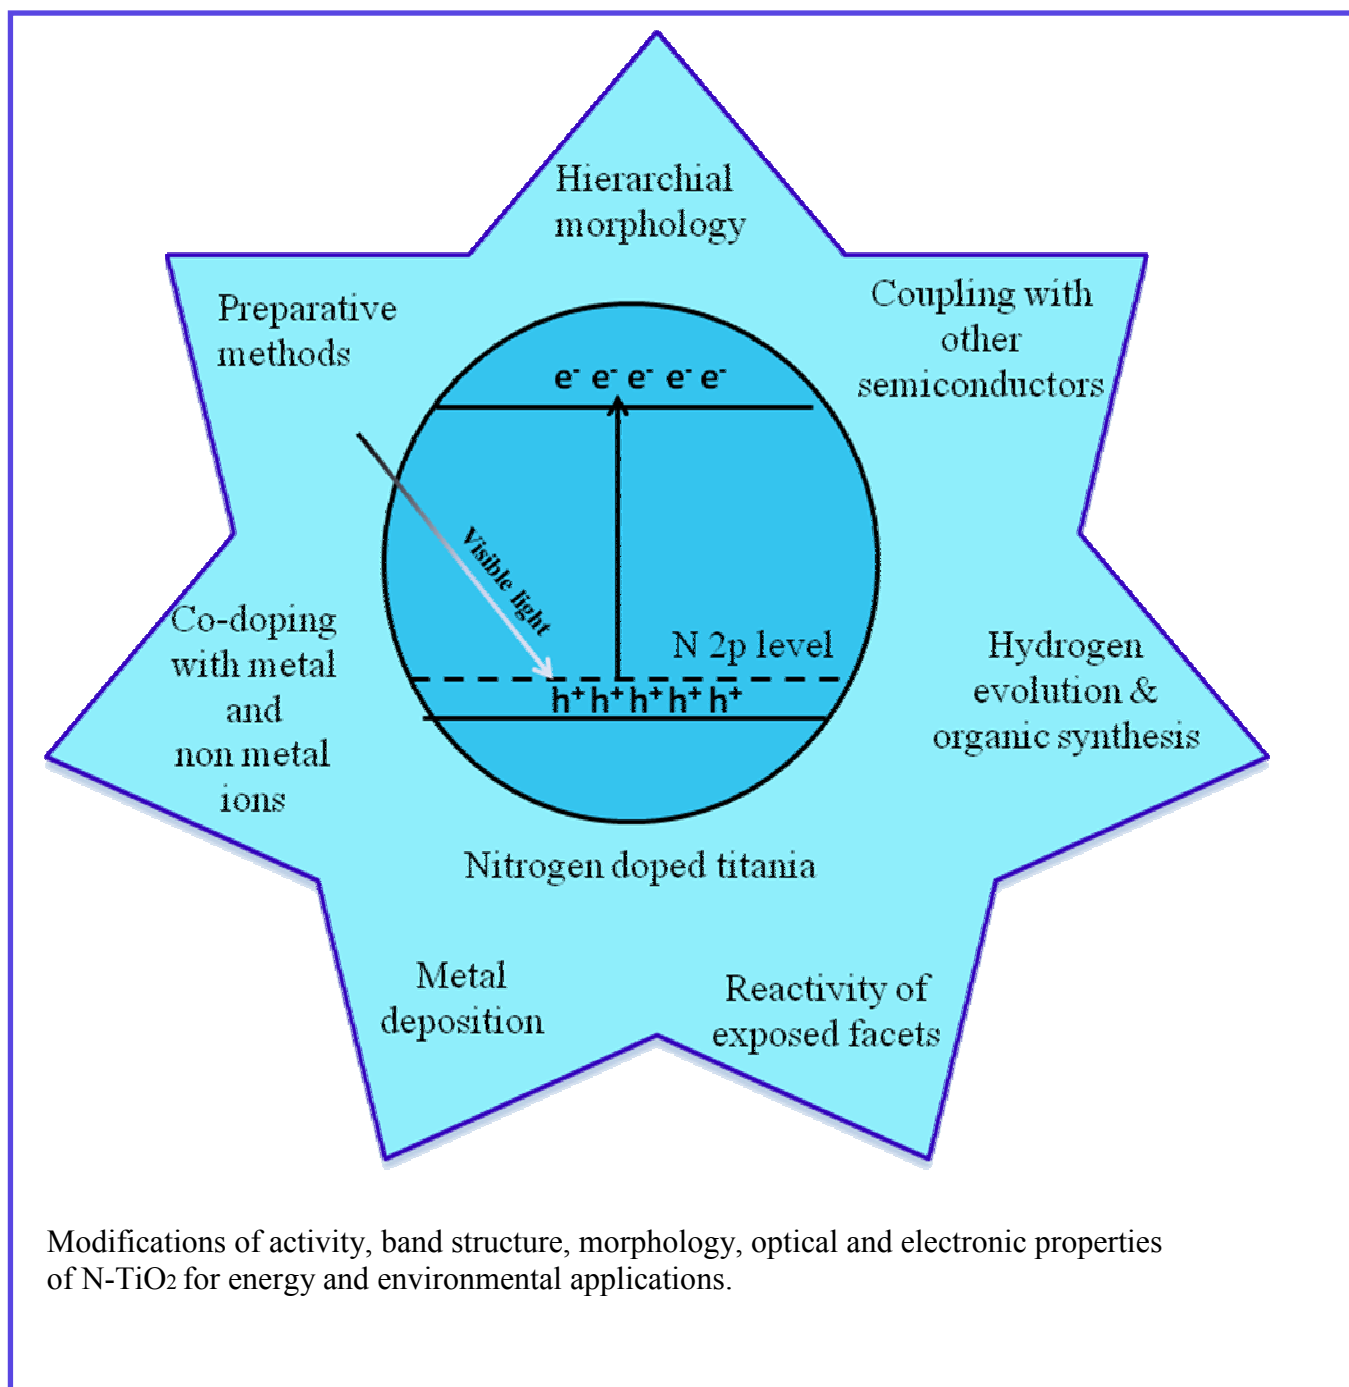 Hierarchial
morphology
Preparative
methods
Coupling with
other
semiconductors
e⁻ e⁻ e⁻ e⁻ e⁻
Visible light
N 2p level
h⁺ h⁺ h⁺ h⁺ h⁺
Co-doping
with metal
and
non metal
ions
Hydrogen
evolution &
organic synthesis
Nitrogen doped titania
Metal
deposition
Reactivity of
exposed facets
Modifications of activity, band structure, morphology, optical and electronic properties
of N-TiO₂ for energy and environmental applications.